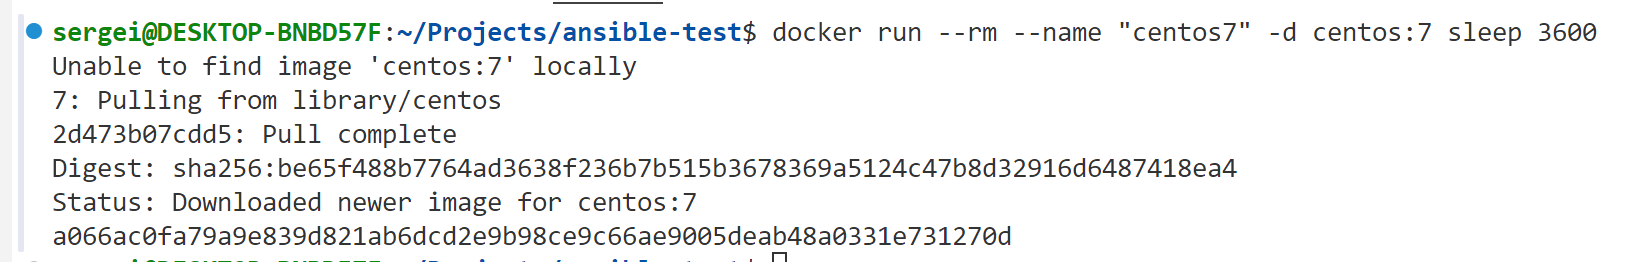 sergei@DESKTOP-BNBD57F:~/Projects/ansible-test$ docker run --rm --name "centos7" -d centos:7 sleep 3600
Unable to find image 'centos:7' locally
7: Pulling from library/centos
2d473b07cdd5: Pull complete
Digest: sha256:be65f488b7764ad3638f236b7b515b3678369a5124c47b8d32916d6487418ea4
Status: Downloaded newer image for centos:7
a066ac0fa79a9e839d821ab6dcd2e9b98ce9c66ae9005deab48a0331e731270d